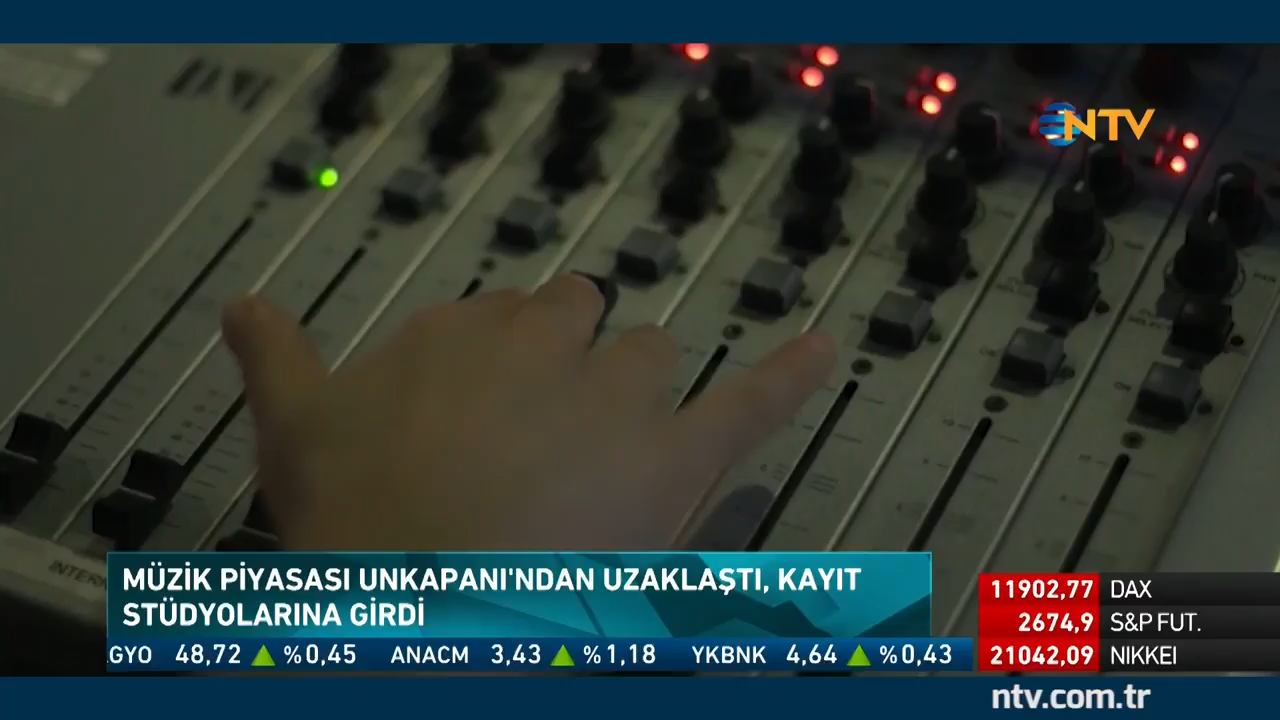 NTV
MÜZİK PİYASASI UNKAPANI'NDAN UZAKLAŞTI, KAYIT
STÜDYOLARINA GİRDİ
GYO 48,72 %0,45 ANACM 3,43 %1,18 YKBNK 4,64 %0,43
11902,77 DAX
2674,9 S&P FUT.
21042,09 NIKKEI
ntv.com.tr